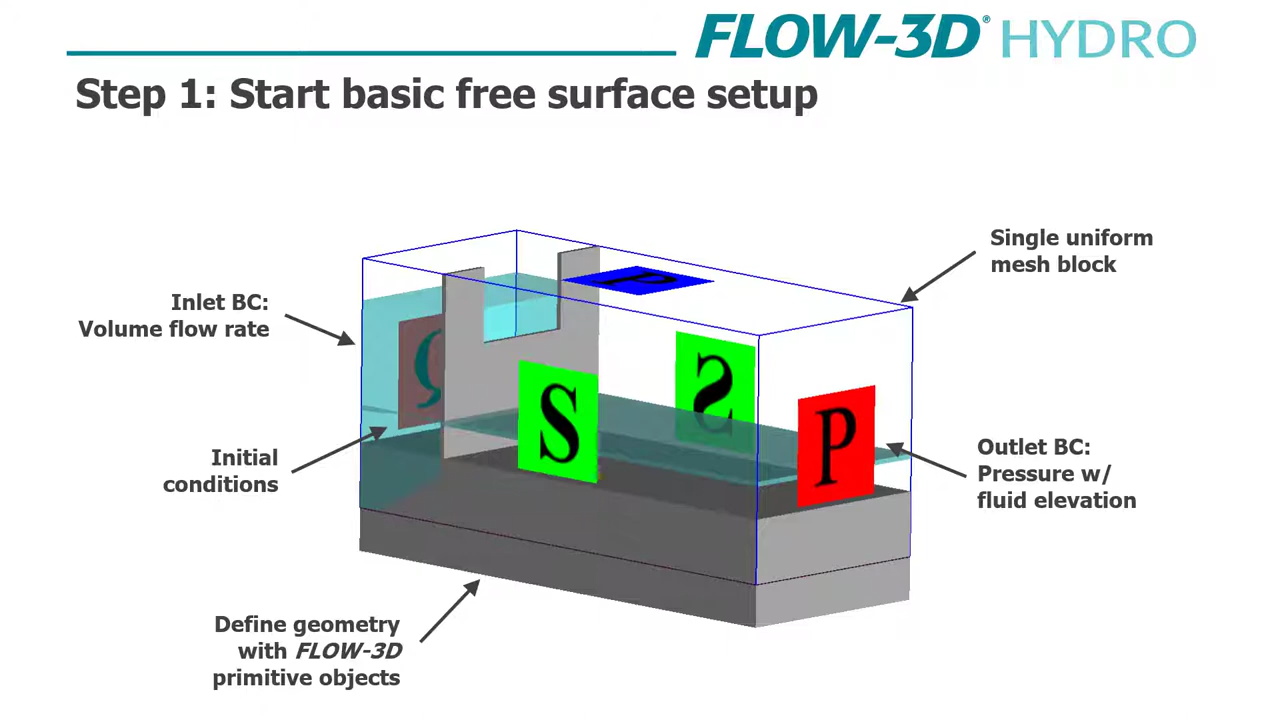 FLOW-3D® HYDRO
Step 1: Start basic free surface setup
Single uniform
mesh block
Inlet BC:
Volume flow rate
P
S
S
Q
P
Initial
conditions
Outlet BC:
Pressure w/
fluid elevation
Define geometry
with FLOW-3D
primitive objects